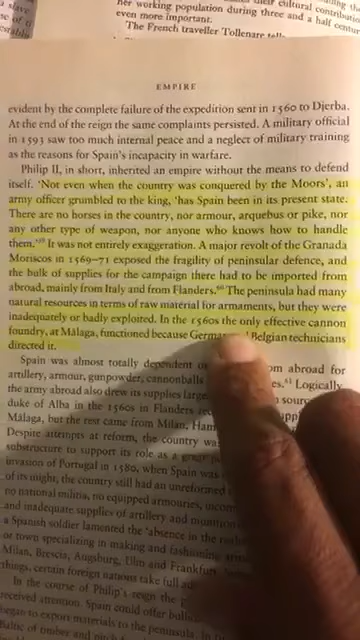 a slave
their cultural contributio
her working population during three and a half centur
even more important.
The French traveller Tollenare tell
EMPIRE
evident by the complete failure of the expedition sent in 1560 to Djerba.
At the end of the reign the same complaints persisted. A military official
in 1593 saw too much internal peace and a neglect of military training
as the reasons for Spain's incapacity in warfare.
Philip II, in short, inherited an empire without the means to defend
itself. 'Not even when the country was conquered by the Moors', an
army officer grumbled to the king, 'has Spain been in its present state.
There are no horses in the country, nor armour, arquebus or pike, nor
any other type of weapon, nor anyone who knows how to handle
them.' It was not entirely exaggeration. A major revolt of the Granada
Moriscos in 1569–71 exposed the fragility of peninsular defence, and
the bulk of supplies for the campaign there had to be imported from
abroad, mainly from Italy and from Flanders. The peninsula had many
natural resources in terms of raw material for armaments, but they were
inadequately or badly exploited. In the 1560s the only effective cannon
foundry, at Málaga, functioned because German Belgian technicians
directed it.
Spain was almost totally dependent on from abroad for
artillery, armour, gunpowder, cannonballs Logically,
the army abroad also drew its supplies large source
duke of Alba in the 1560s in Flanders rec suppl
Málaga, but the rest came from Milan, Ham
Despite attempts at reform, the country wa
substructure to support its role as a great p
invasion of Portugal in 1580, when Spain was
of its might, the country still had an unreformed
no national militia, no equipped armouries, incom
and inadequate supplies of artillery and munition
a Spanish soldier lamented the 'absence in the
or town specializing in making and fashioning arm
Milan, Brescia, Augsburg, Ulm and Frankfurt.
things, certain foreign nations take full ad
In the course of Philip's reign the p
received attention. Spain could offer bulli
began to export materials to the peninsula.
Baltic of timber and